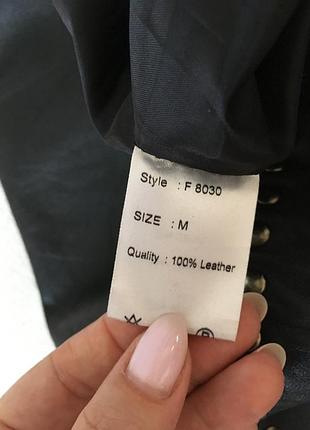 Style : F 8030
SIZE : M
Quality : 100% Leather
P